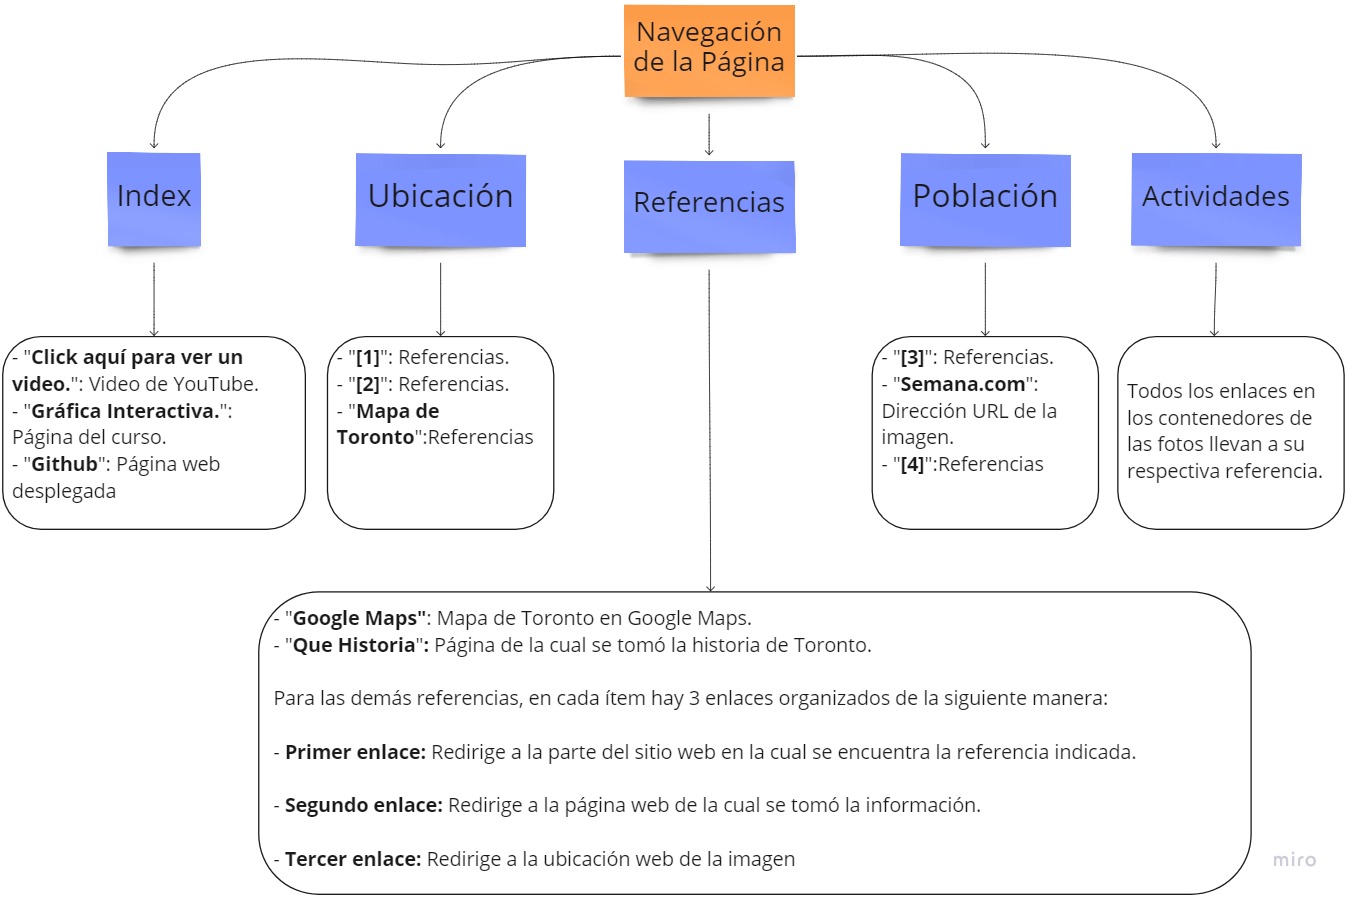 Navegación
de la Página
Index
Ubicación
Referencias
Población
Actividades
- "Click aquí para ver un
video.": Video de YouTube.
- "Gráfica Interactiva.":
Página del curso.
- "Github": Página web
desplegada
- "[1]": Referencias.
- "[2]": Referencias.
- "Mapa de
Toronto":Referencias
- "[3]": Referencias.
- "Semana.com":
Dirección URL de la
imagen.
- "[4]":Referencias
Todos los enlaces en
los contenedores de
las fotos llevan a su
respectiva referencia.
- "Google Maps": Mapa de Toronto en Google Maps.
- "Que Historia": Página de la cual se tomó la historia de Toronto.
Para las demás referencias, en cada ítem hay 3 enlaces organizados de la siguiente manera:
- Primer enlace: Redirige a la parte del sitio web en la cual se encuentra la referencia indicada.
- Segundo enlace: Redirige a la página web de la cual se tomó la información.
- Tercer enlace: Redirige a la ubicación web de la imagen
miro